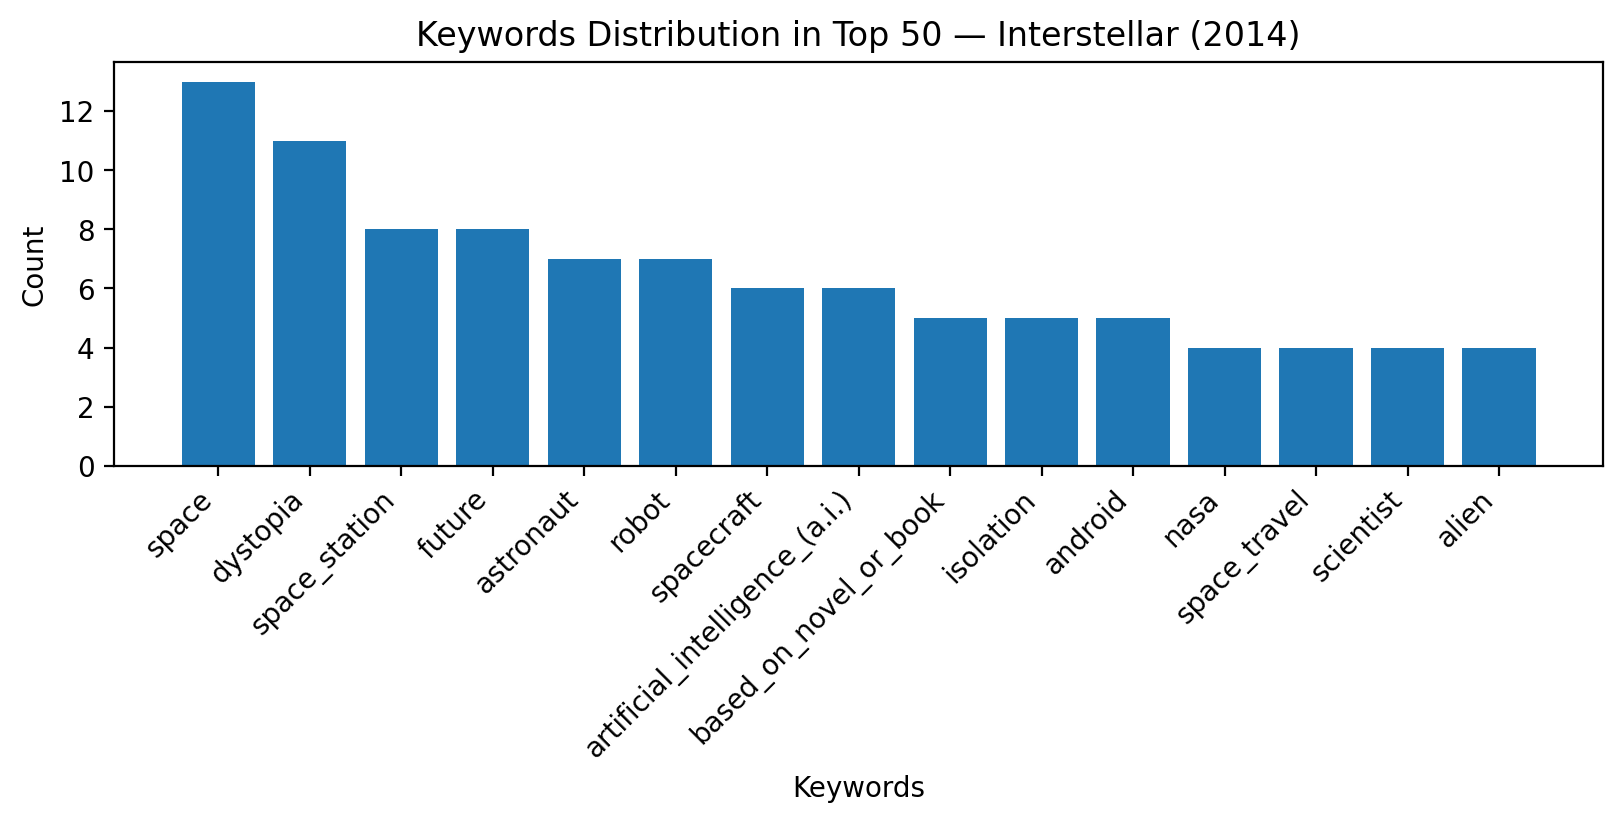 Keywords Distribution in Top 50 — Interstellar (2014)
Count
12
10
8
6
4
2
0
space
dystopia
space_station
future
astronaut
robot
spacecraft
artificial_intelligence_(a.i.)
based_on_novel_or_book
isolation
android
nasa
space_travel
scientist
alien
Keywords